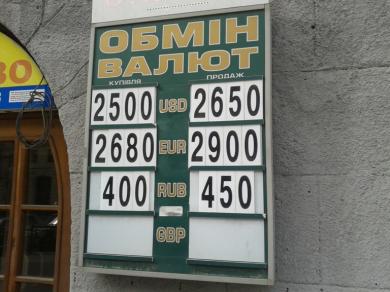 ОБМІН
ВАЛЮТ
КУПІВЛЯ ПРОДАЖ
2500 USD 2650
2680 EUR 2900
400 RUB 450
GBP